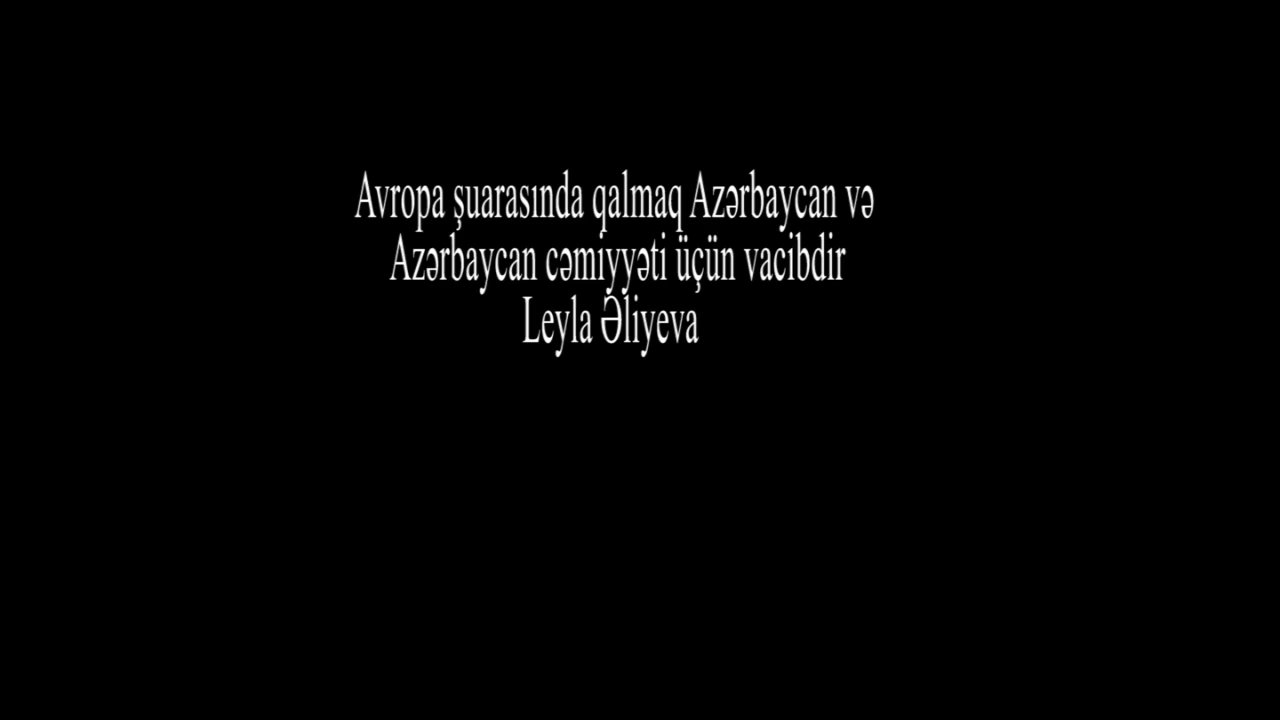 Avropa şuarasında qalmaq Azərbaycan və
Azərbaycan cəmiyyəti üçün vacibdir
Leyla Əliyeva